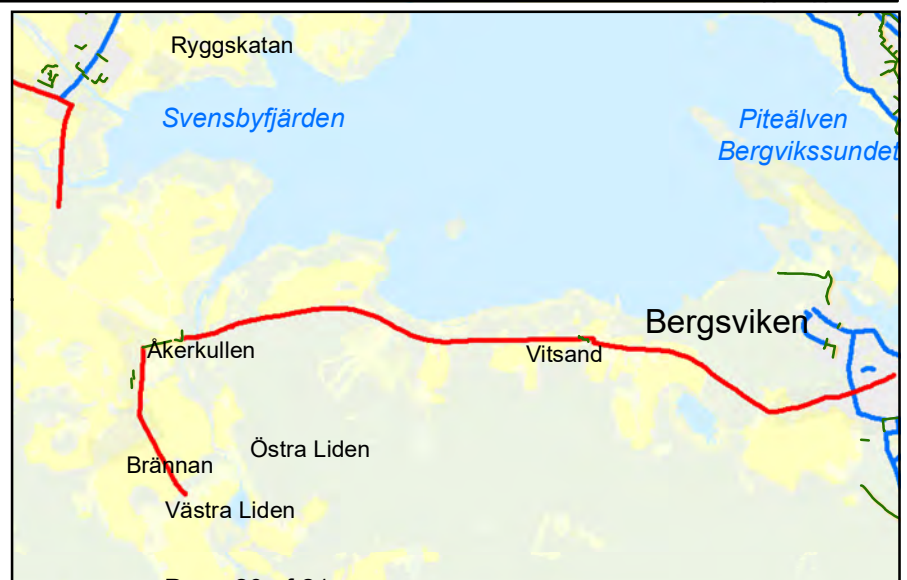 Ryggskatan
Svensbyfjärden
Piteälven
Bergvikssundet
Bergsviken
Åkerkullen
Vitsand
Östra Liden
Brännan
Västra Liden